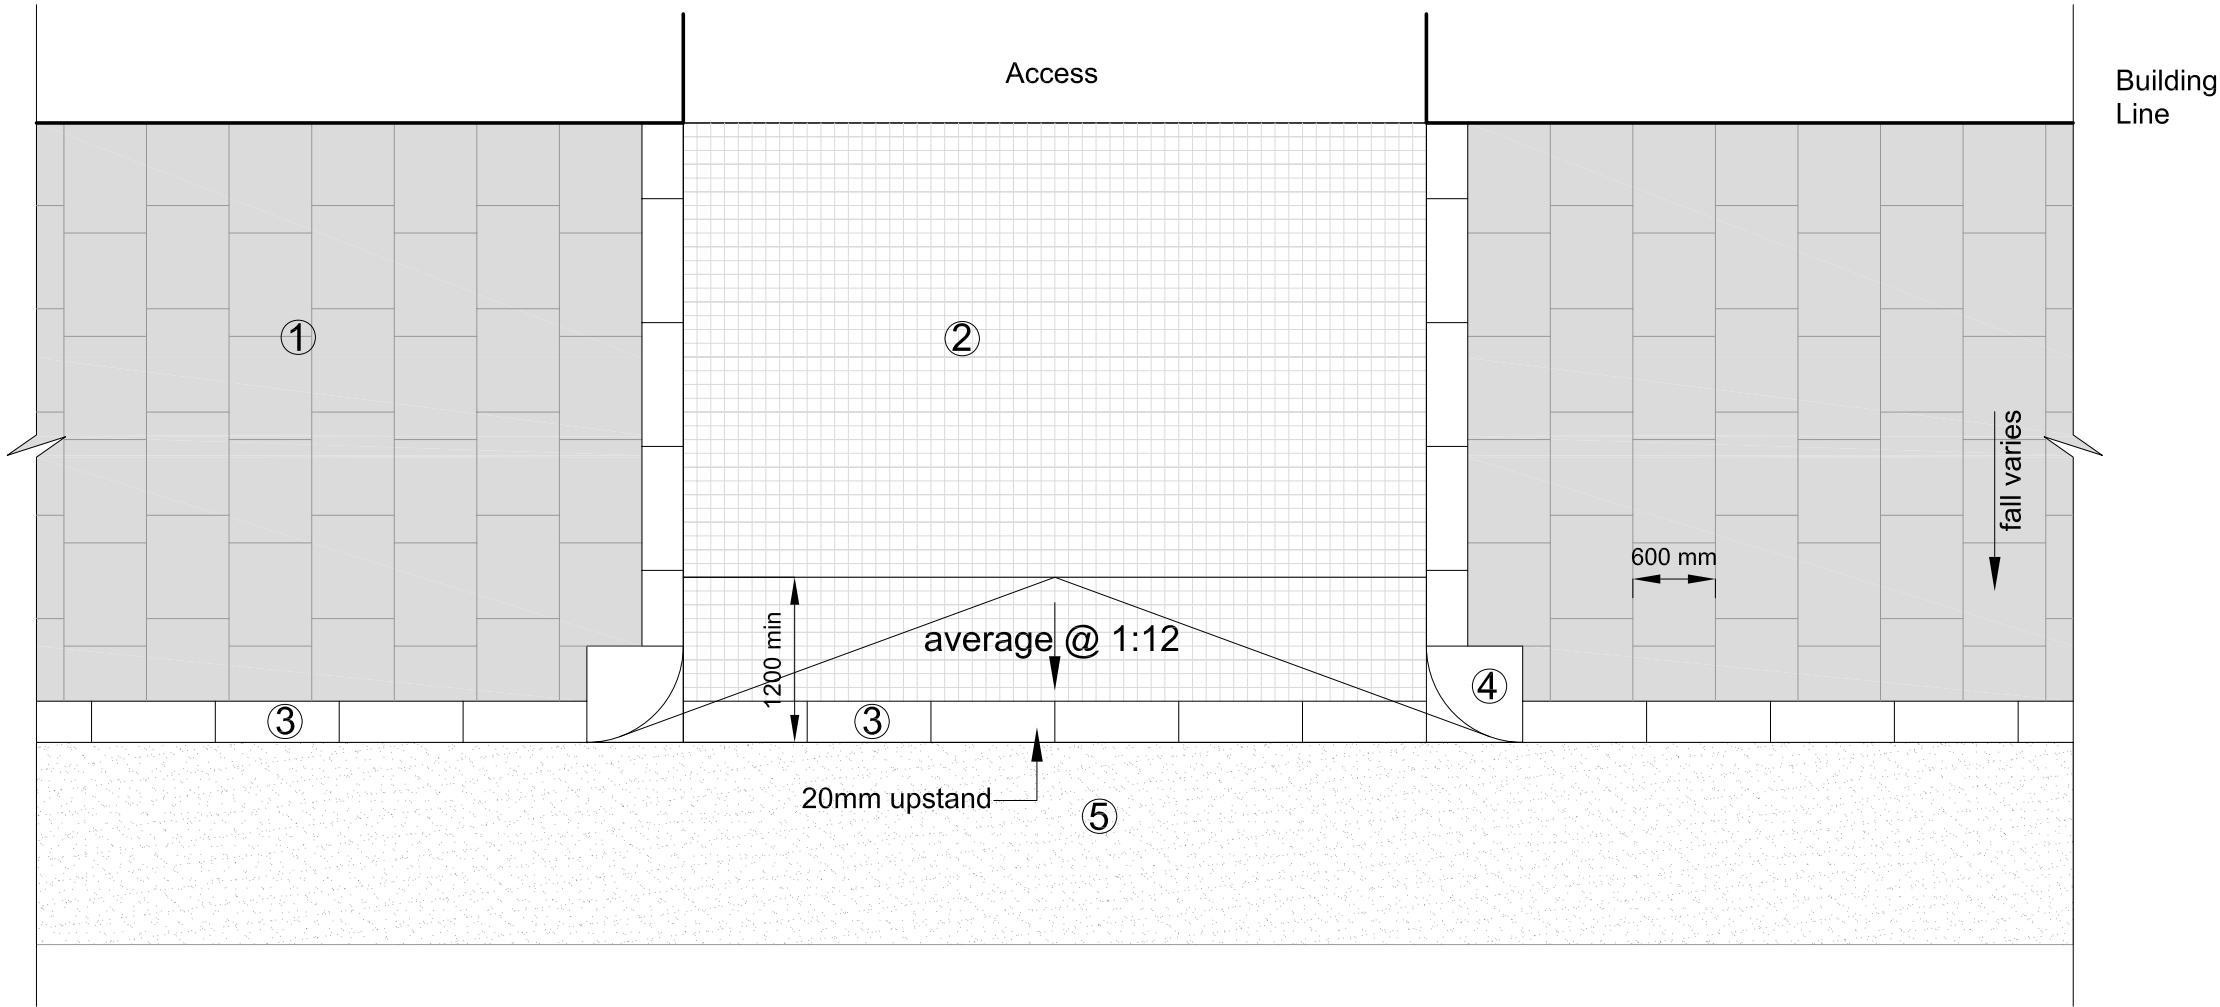 Access
Building
Line
1
2
fall varies
600 mm
1200 min
average @ 1:12
4
3
3
20mm upstand
5